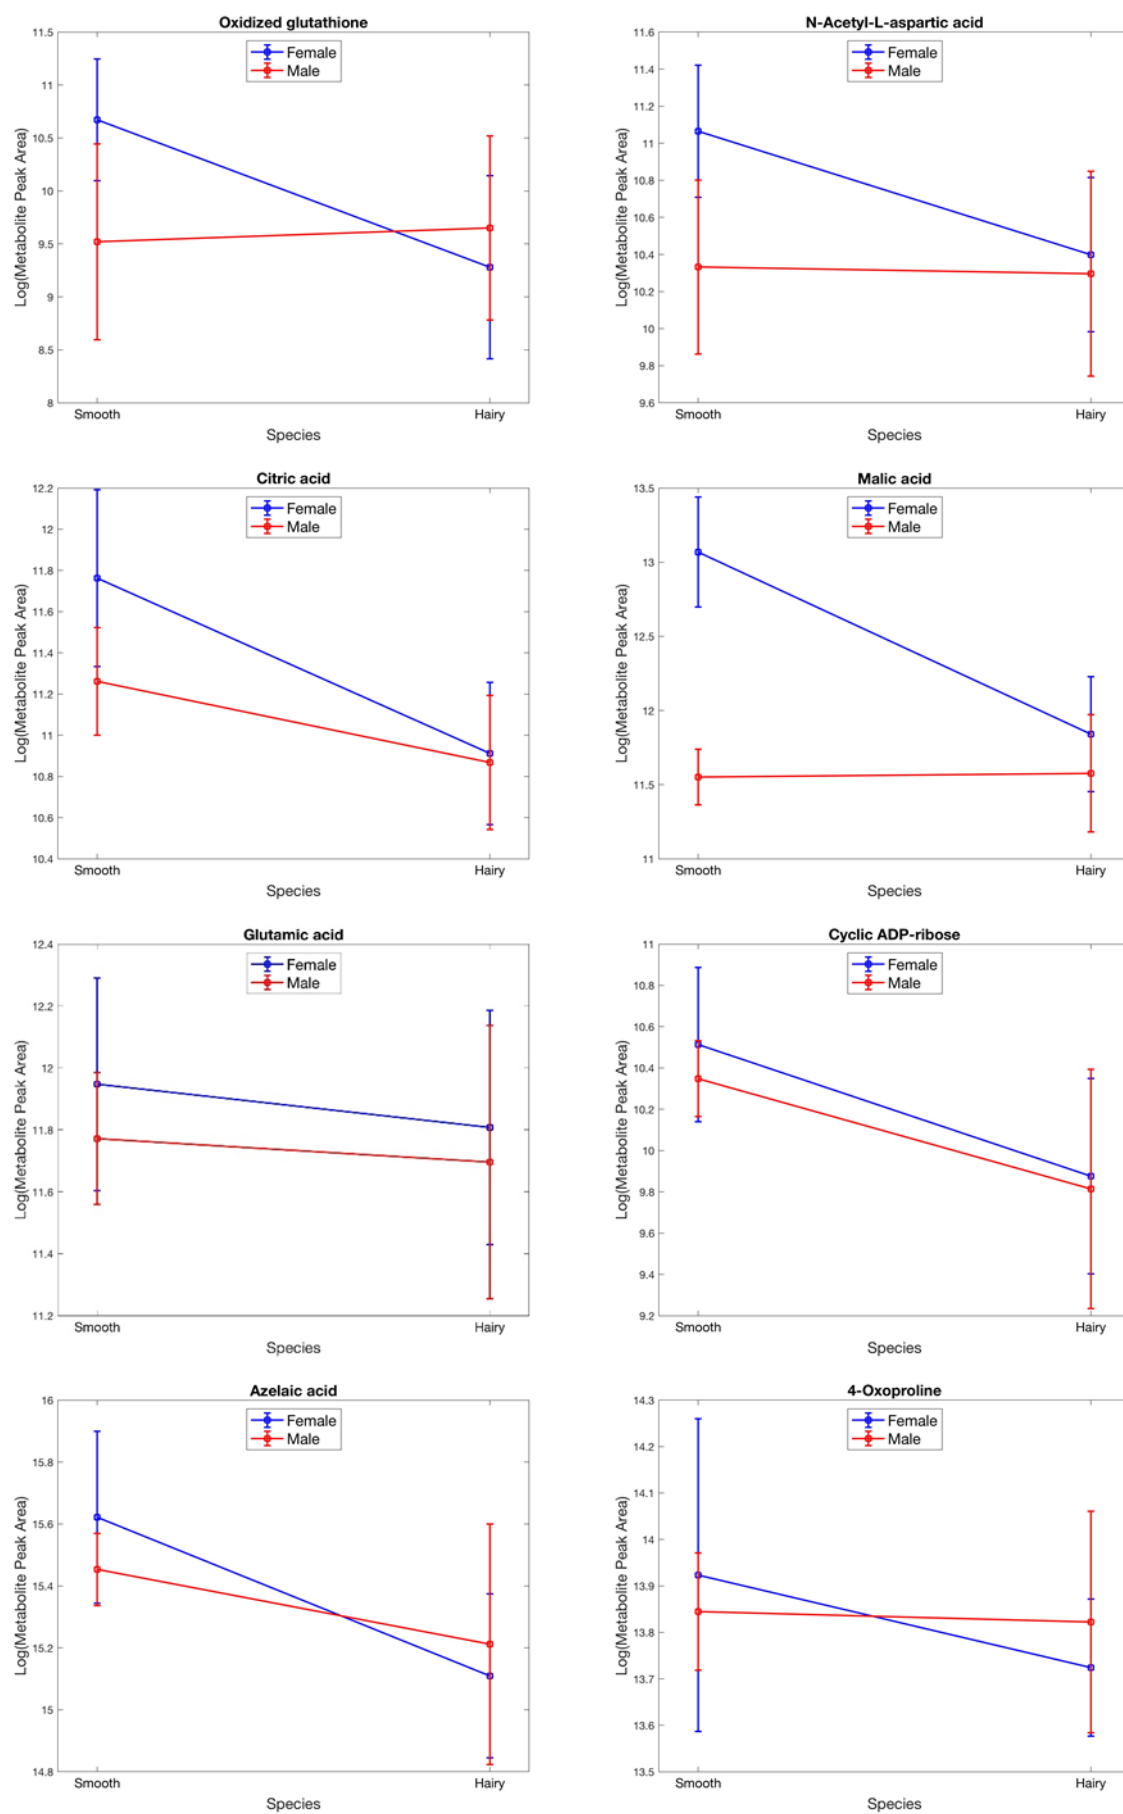 Oxidized glutathione
11.5
11
10.5
10
9.5
9
8.5
8
Log(Metabolite Peak Area)
Female
Male
Smooth
Hairy
Species
N-Acetyl-L-aspartic acid
11.6
11.4
11.2
11
10.8
10.6
10.4
10.2
10
9.8
9.6
Log(Metabolite Peak Area)
Female
Male
Smooth
Hairy
Species
Citric acid
12.2
12
11.8
11.6
11.4
11.2
11
10.8
10.6
10.4
Log(Metabolite Peak Area)
Female
Male
Smooth
Hairy
Species
Malic acid
13.5
13
12.5
12
11.5
11
Log(Metabolite Peak Area)
Female
Male
Smooth
Hairy
Species
Glutamic acid
12.4
12.2
12
11.8
11.6
11.4
11.2
Log(Metabolite Peak Area)
Female
Male
Smooth
Hairy
Species
Cyclic ADP-ribose
11
10.8
10.6
10.4
10.2
10
9.8
9.6
9.4
9.2
Log(Metabolite Peak Area)
Female
Male
Smooth
Hairy
Species
Azelaic acid
16
15.8
15.6
15.4
15.2
15
14.8
Log(Metabolite Peak Area)
Female
Male
Smooth
Hairy
Species
4-Oxoproline
14.3
14.2
14.1
14
13.9
13.8
13.7
13.6
13.5
Log(Metabolite Peak Area)
Female
Male
Smooth
Hairy
Species